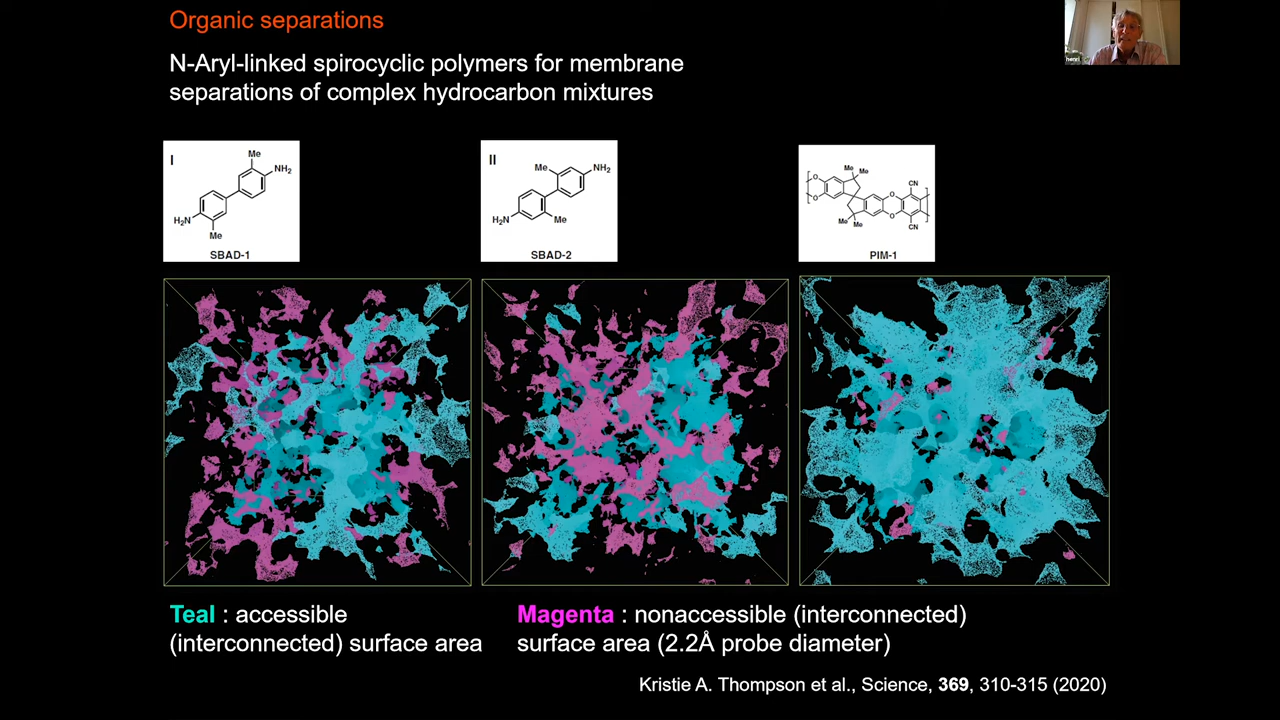 Organic separations
N-Aryl-linked spirocyclic polymers for membrane
separations of complex hydrocarbon mixtures
henri
I
Me
NH₂
H₂N
Me
SBAD-1
II
Me
NH₂
H₂N
Me
SBAD-2
Me
Me
CN
O
O
O
O
Me
Me
CN
PIM-1
Teal : accessible
(interconnected) surface area
Magenta : nonaccessible (interconnected)
surface area (2.2Å probe diameter)
Kristie A. Thompson et al., Science, 369, 310-315 (2020)